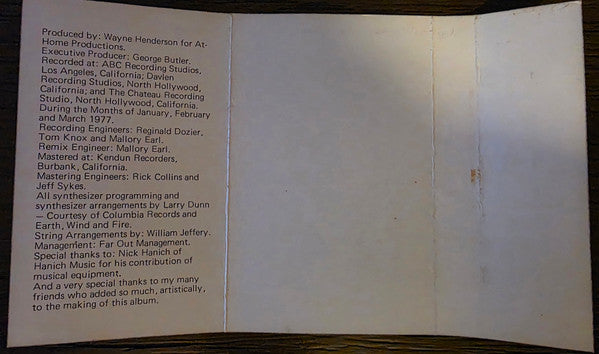 Produced by: Wayne Henderson for At-
Home Productions.
Executive Producer: George Butler.
Recorded at: ABC Recording Studios,
Los Angeles, California; Davlen
Recording Studios, North Hollywood,
California; and The Chateau Recording
Studio, North Hollywood, California.
During the Months of January, February
and March 1977.
Recording Engineers: Reginald Dozier,
Tom Knox and Mallory Earl.
Remix Engineer: Mallory Earl.
Mastered at: Kendun Recorders,
Burbank, California.
Mastering Engineers: Rick Collins and
Jeff Sykes.
All synthesizer programming and
synthesizer arrangements by Larry Dunn
— Courtesy of Columbia Records and
Earth, Wind and Fire.
String Arrangements by: William Jeffery.
Management: Far Out Management.
Special thanks to: Nick Hanich of
Hanich Music for his contribution of
musical equipment.
And a very special thanks to my many
friends who added so much, artistically,
to the making of this album.